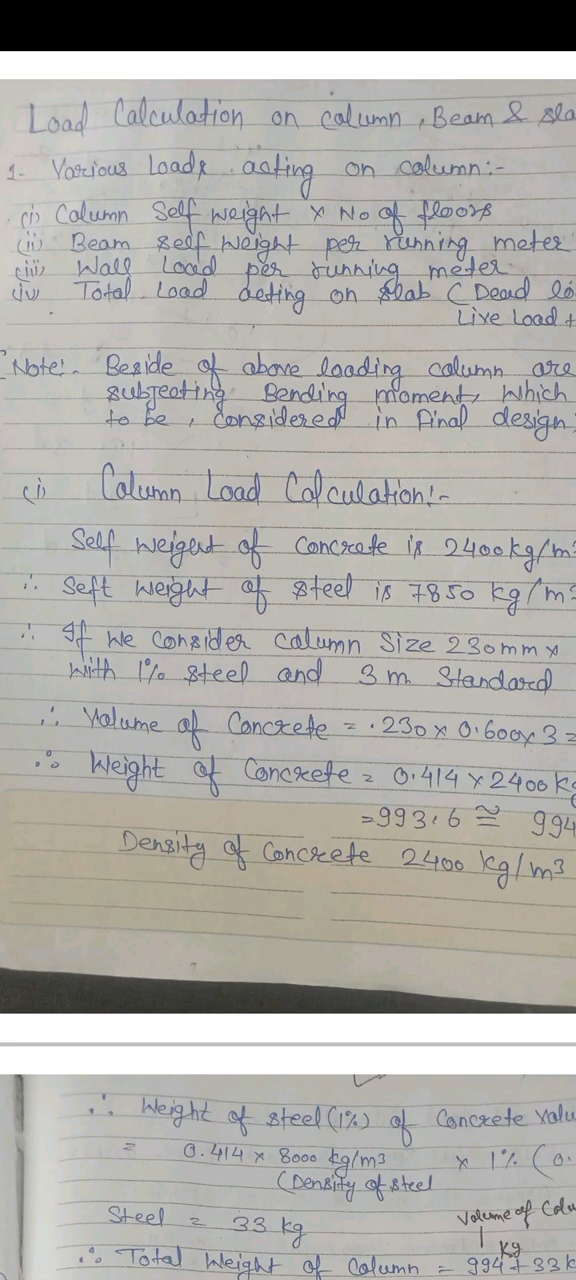 Load Calculation on column, Beam & sla
1- Various Loads acting on column:-
(i) Column Self weight x No of floors
(ii) Beam self weight per running meter
(iii) Wall Load per running meter
(iv) Total Load acting on slab (Dead lo
Live Load +
Note:- Beside of above loading column are
subjecting Bending moment, which
to be, considered in final design
(i) Column Load Calculation:-
Self weight of concrete is 2400 kg/m3
∴ Seft weight of steel is 7850 kg/m3
∴ If we consider column size 230mm x
with 1% steel and 3m Standard
∴ Volume of Concrete = .230 x 0.600 x 3 =
∴ Weight of Concrete = 0.414 x 2400 kg
= 993.6 ≅ 994
Density of Concrete 2400 kg/m3
∴ Weight of steel (1%) of Concrete valu
= 0.414 x 8000 kg/m3 x 1% (0.
(Density of steel
Steel = 33 kg
Volume of Colu
∴ Total Weight of column = 994 kg + 33 k